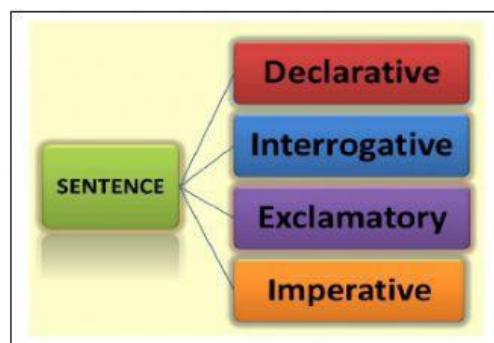 SENTENCE
Declarative
Interrogative
Exclamatory
Imperative